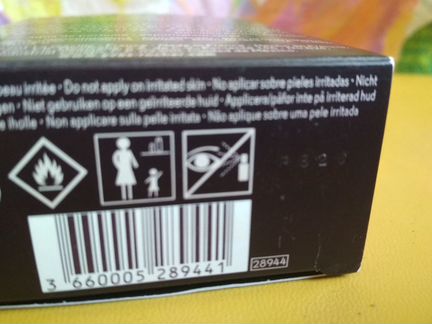 peau irritée • Do not apply on irritated skin • No aplicar sobre pieles irritadas • Nicht
Niet gebruiken op een geïrriteerde huid • Applicera/påför inte på irriterad hud
Non applicare sulla pelle irritata • Não aplique sobre uma pele irritada
28944
3 660005 289441